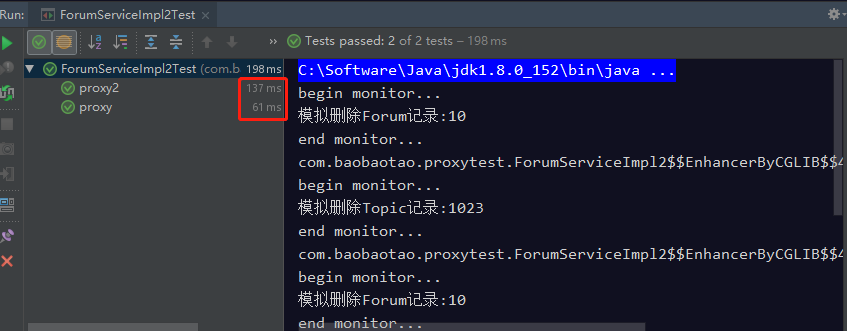 Run: ForumServiceImpl2Test ×
» Tests passed: 2 of 2 tests – 198 ms
ForumServiceImpl2Test (com.b 198 ms
proxy2 137 ms
proxy 61 ms
C:\Software\Java\jdk1.8.0_152\bin\java ...
begin monitor...
模拟删除Forum记录:10
end monitor...
com.baobaotao.proxytest.ForumServiceImpl2$$EnhancerByCGLIB$$4
begin monitor...
模拟删除Topic记录:1023
end monitor...
com.baobaotao.proxytest.ForumServiceImpl2$$EnhancerByCGLIB$$4
begin monitor...
模拟删除Forum记录:10
end monitor...